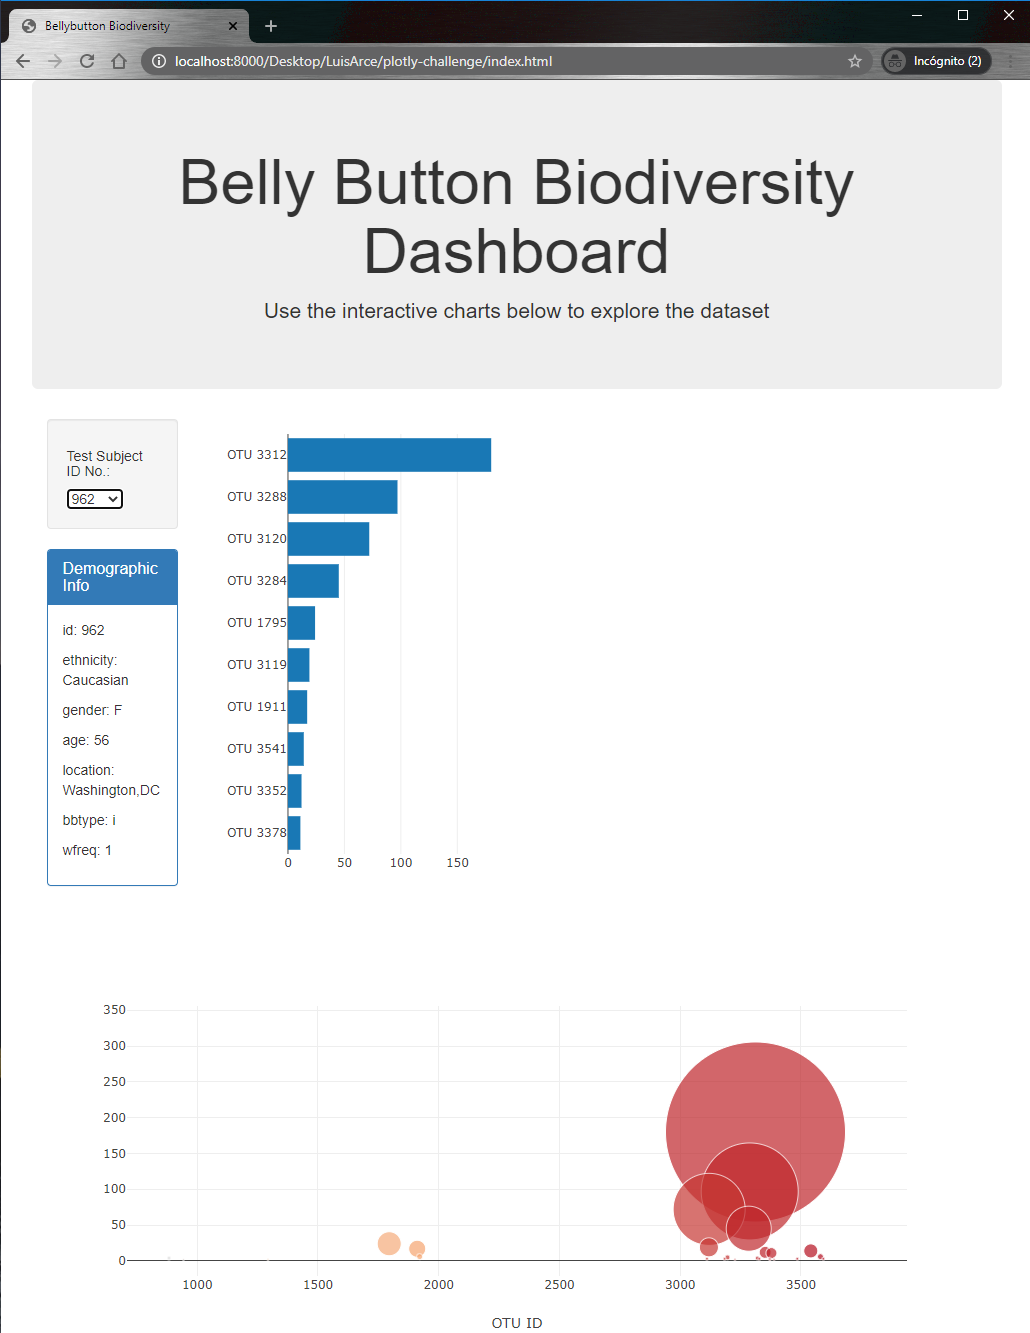 Bellybutton Biodiversity
localhost:8000/Desktop/LuisArce/plotly-challenge/index.html
Incógnito (2)
Belly Button Biodiversity
Dashboard
Use the interactive charts below to explore the dataset
Test Subject
ID No.:
962
Demographic
Info
id: 962
ethnicity:
Caucasian
gender: F
age: 56
location:
Washington,DC
bbtype: i
wfreq: 1
OTU 3312
OTU 3288
OTU 3120
OTU 3284
OTU 1795
OTU 3119
OTU 1911
OTU 3541
OTU 3352
OTU 3378
0 50 100 150
350
300
250
200
150
100
50
0
1000 1500 2000 2500 3000 3500
OTU ID